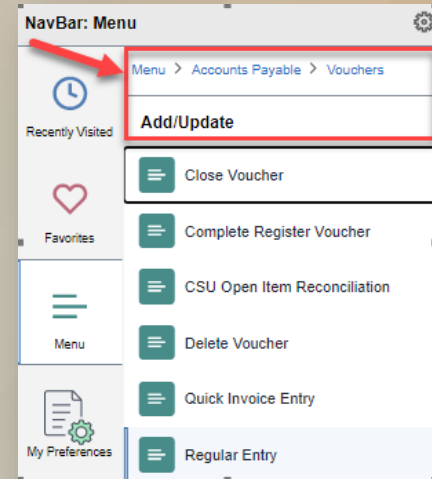 NavBar: Menu
Menu > Accounts Payable > Vouchers
Recently Visited
Add/Update
Close Voucher
Favorites
Complete Register Voucher
CSU Open Item Reconciliation
Menu
Delete Voucher
Quick Invoice Entry
My Preferences
Regular Entry